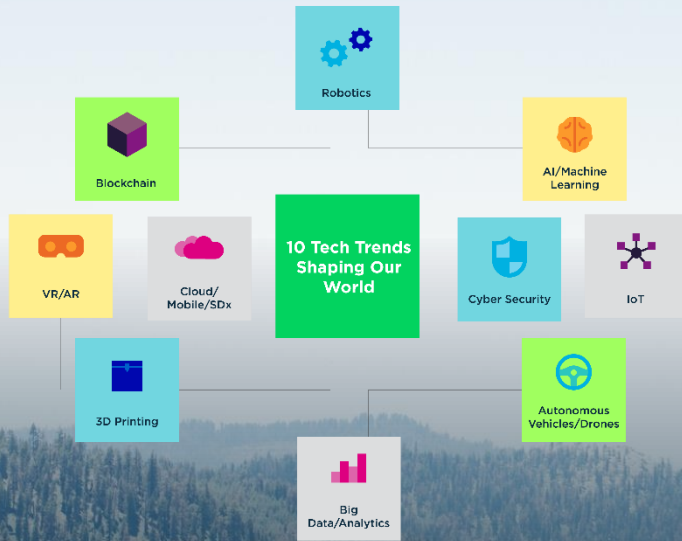 Robotics
Blockchain
AI/Machine
Learning
VR/AR
Cloud/
Mobile/SDx
10 Tech Trends
Shaping Our
World
Cyber Security
IoT
3D Printing
Autonomous
Vehicles/Drones
Big
Data/Analytics